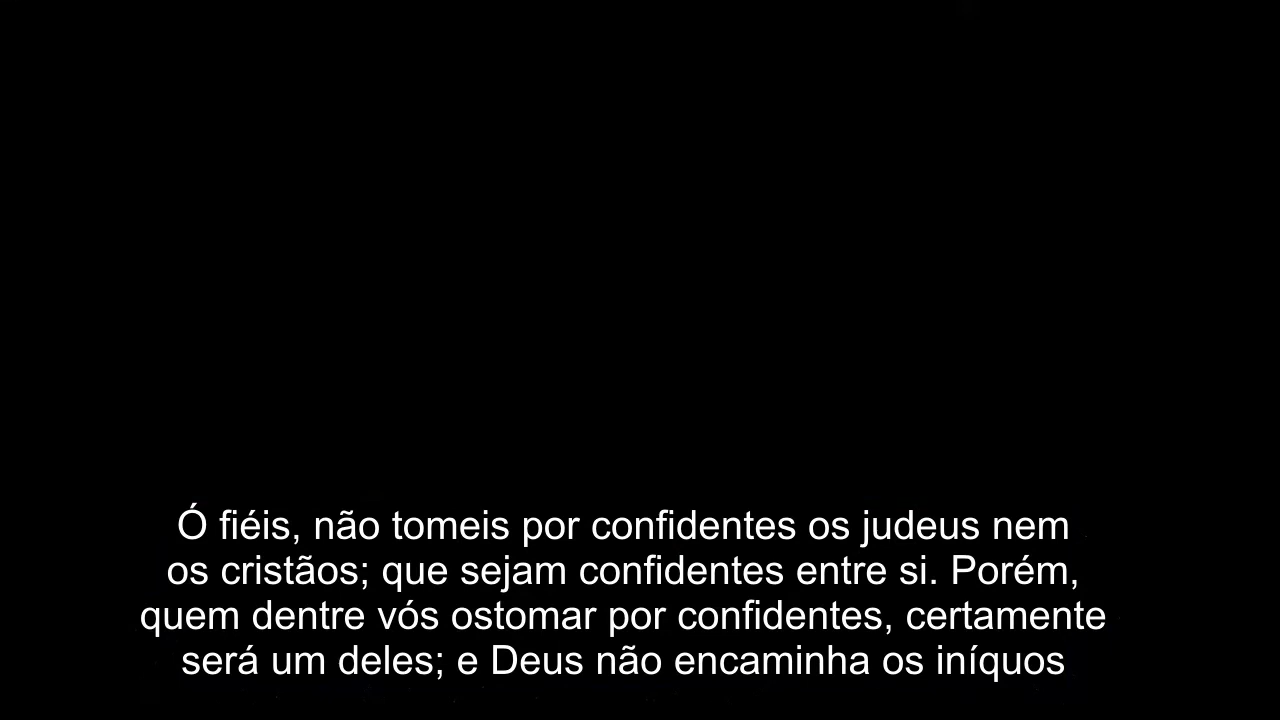 Ó fiéis, não tomeis por confidentes os judeus nem
os cristãos; que sejam confidentes entre si. Porém,
quem dentre vós ostomar por confidentes, certamente
será um deles; e Deus não encaminha os iníquos